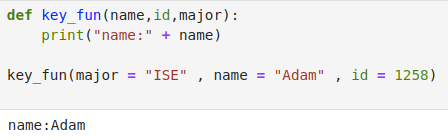 def key_fun(name,id,major):
    print("name:" + name)
key_fun(major = "ISE" , name = "Adam" , id = 1258)
name:Adam